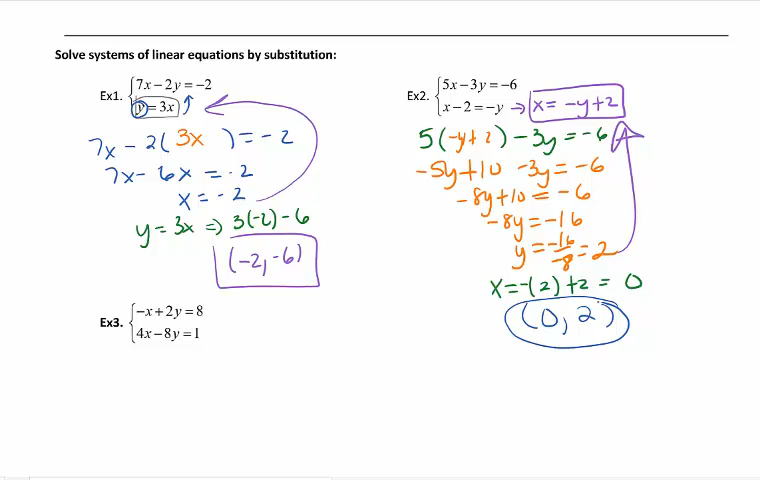 Solve systems of linear equations by substitution:
Ex1. { 7x − 2y = −2
y = 3x
7x − 2( 3x ) = − 2
7x − 6x = - 2
x = − 2
y = 3x ⇒ 3(-2) - 6
(-2, -6)
Ex2. { 5x − 3y = −6
x − 2 = −y → x = -y + 2
5(-y + 2) − 3y = −6
-5y + 10 -3y = -6
-8y + 10 = -6
-8y = -16
y = -16/-8 = 2
x = -(2) + 2 = 0
(0, 2)
Ex3. { −x + 2y = 8
4x − 8y = 1